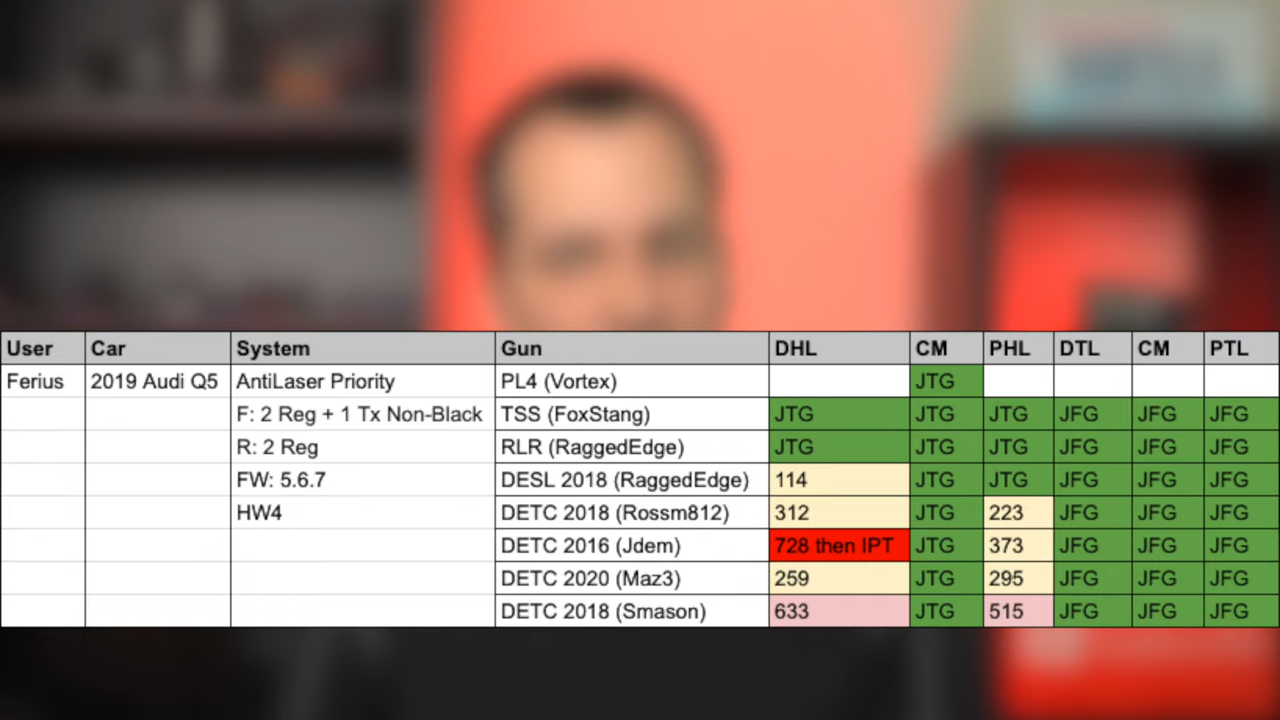 User Car System Gun DHL CM PHL DTL CM PTL
Ferius 2019 Audi Q5 AntiLaser Priority PL4 (Vortex) JTG
F: 2 Reg + 1 Tx Non-Black TSS (FoxStang) JTG JTG JTG JFG JFG JFG
R: 2 Reg RLR (RaggedEdge) JTG JTG JTG JFG JFG JFG
FW: 5.6.7 DESL 2018 (RaggedEdge) 114 JTG JTG JFG JFG JFG
HW4 DETC 2018 (Rossm812) 312 JTG 223 JFG JFG JFG
DETC 2016 (Jdem) 728 then IPT JTG 373 JFG JFG JFG
DETC 2020 (Maz3) 259 JTG 295 JFG JFG JFG
DETC 2018 (Smason) 633 JTG 515 JFG JFG JFG